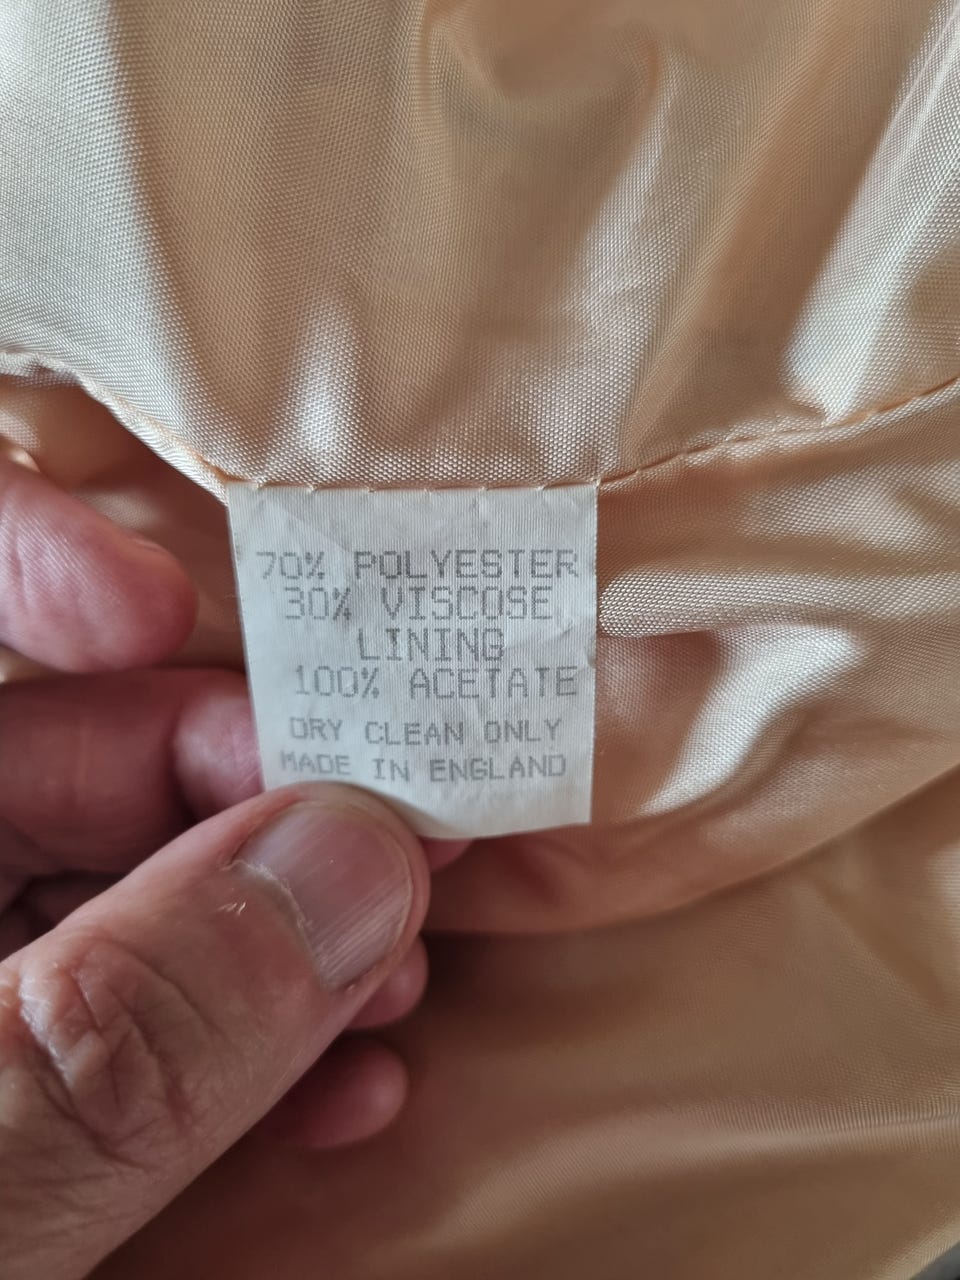 70% POLYESTER
30% VISCOSE
LINING
100% ACETATE
DRY CLEAN ONLY
MADE IN ENGLAND